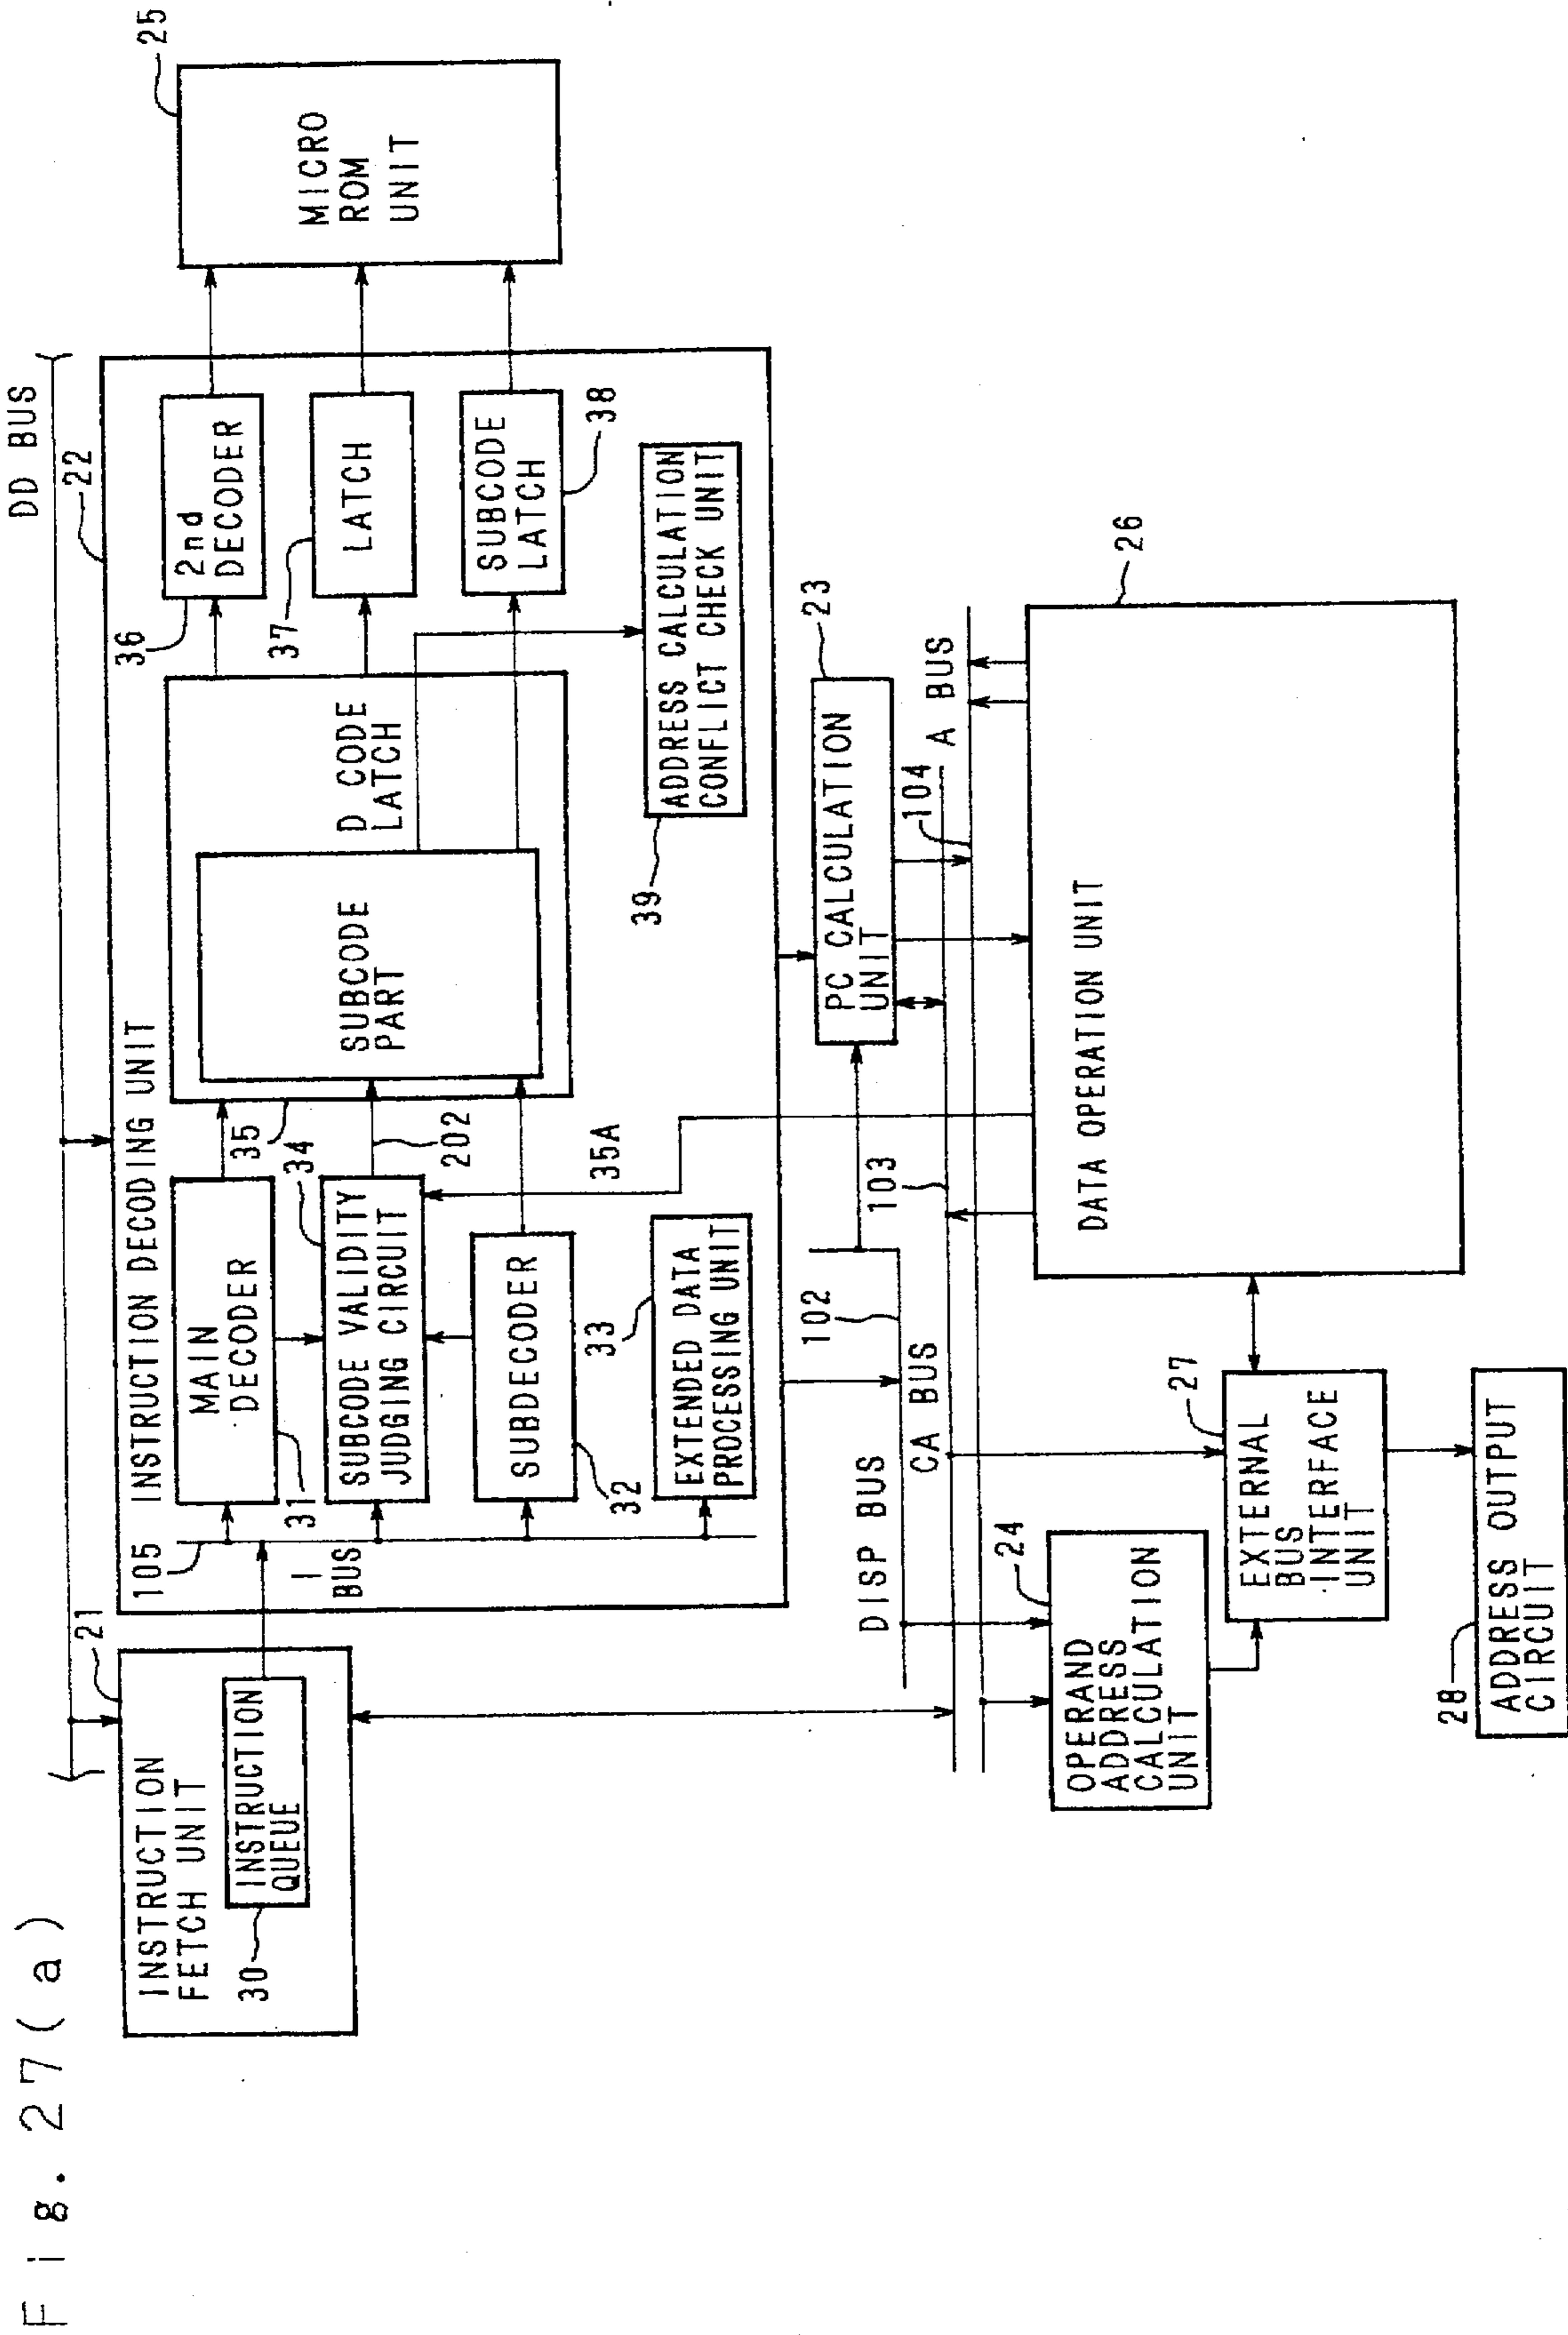 Fig. 27(a)
DD BUS
INSTRUCTION
FETCH UNIT
21
30
INSTRUCTION
QUEUE
105
I
BUS
INSTRUCTION DECODING UNIT
22
MAIN
DECODER
31
SUBCODE VALIDITY
JUDGING CIRCUIT
34
SUBDECODER
32
EXTENDED DATA
PROCESSING UNIT
33
35
202
35A
SUBCODE
PART
D CODE
LATCH
36
2nd
DECODER
37
LATCH
SUBCODE
LATCH
38
39
ADDRESS CALCULATION
CONFLICT CHECK UNIT
MICRO
ROM
UNIT
25
DISP BUS
102
CA BUS
103
PC CALCULATION
UNIT
23
104
A BUS
OPERAND
ADDRESS
CALCULATION
UNIT
24
EXTERNAL
BUS
INTERFACE
UNIT
27
DATA OPERATION UNIT
26
28
ADDRESS OUTPUT
CIRCUIT